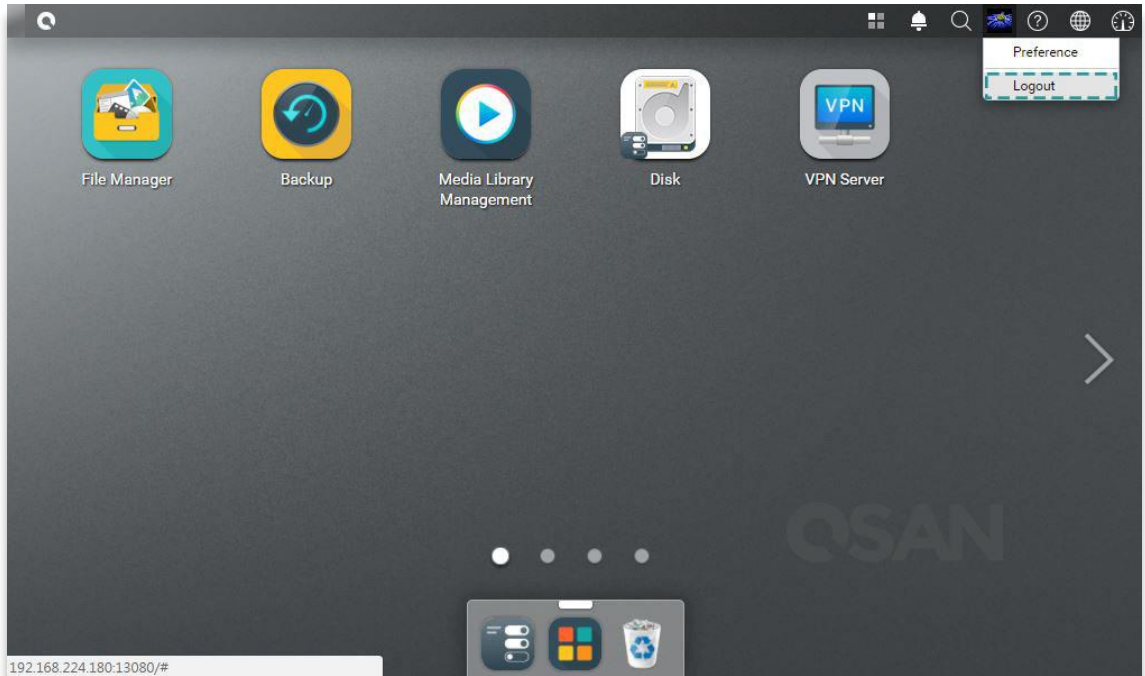 Preference
Logout
VPN
File Manager
Backup
Media Library
Management
Disk
VPN Server
QSAN
192.168.224.180:13080/#